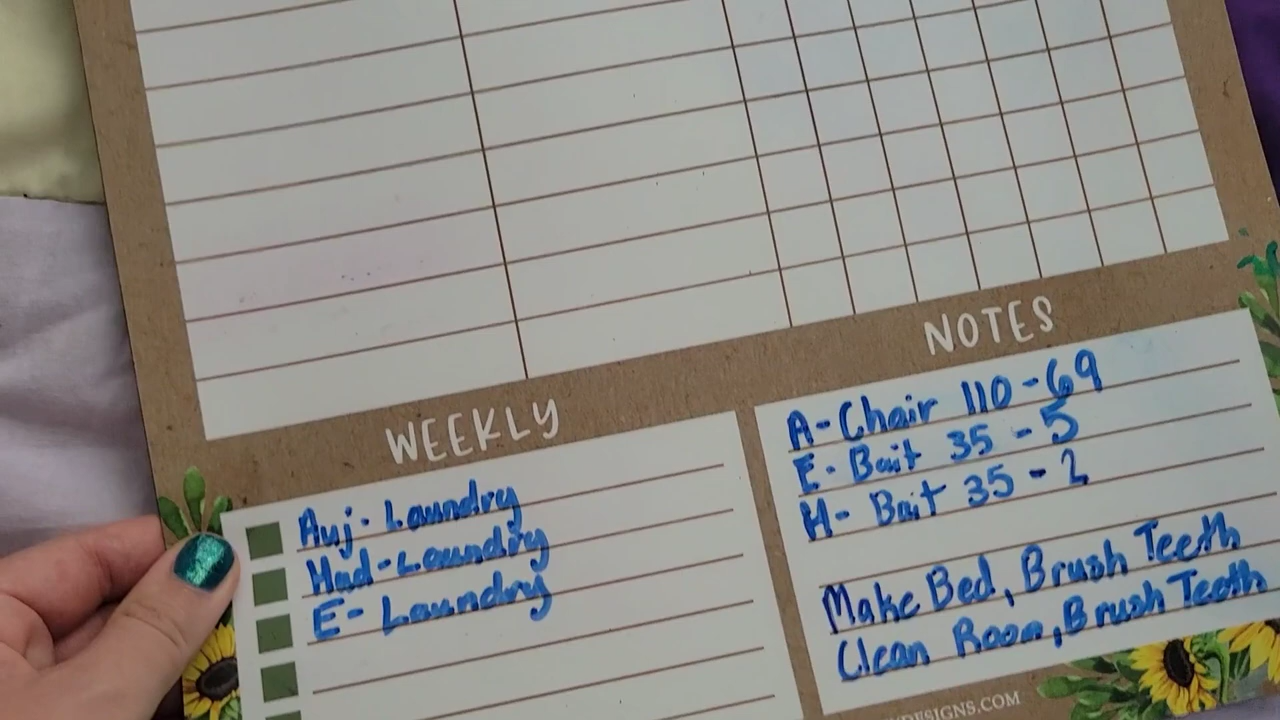 WEEKLY
Auj- Laundry
Had-Laundry
E- Laundry
NOTES
A-Chair 110-69
E- Bait 35 -5
H- Bait 35 - 2
Make Bed, Brush Teeth
Clean Room, Brush Teeth